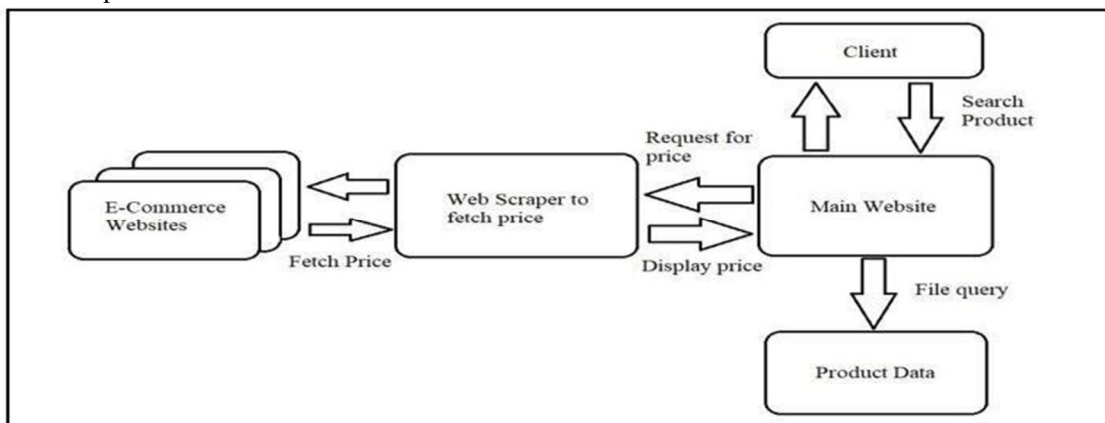 Client
Search
Product
Request for
price
E-Commerce
Websites
Web Scraper to
fetch price
Main Website
Fetch Price
Display price
File query
Product Data